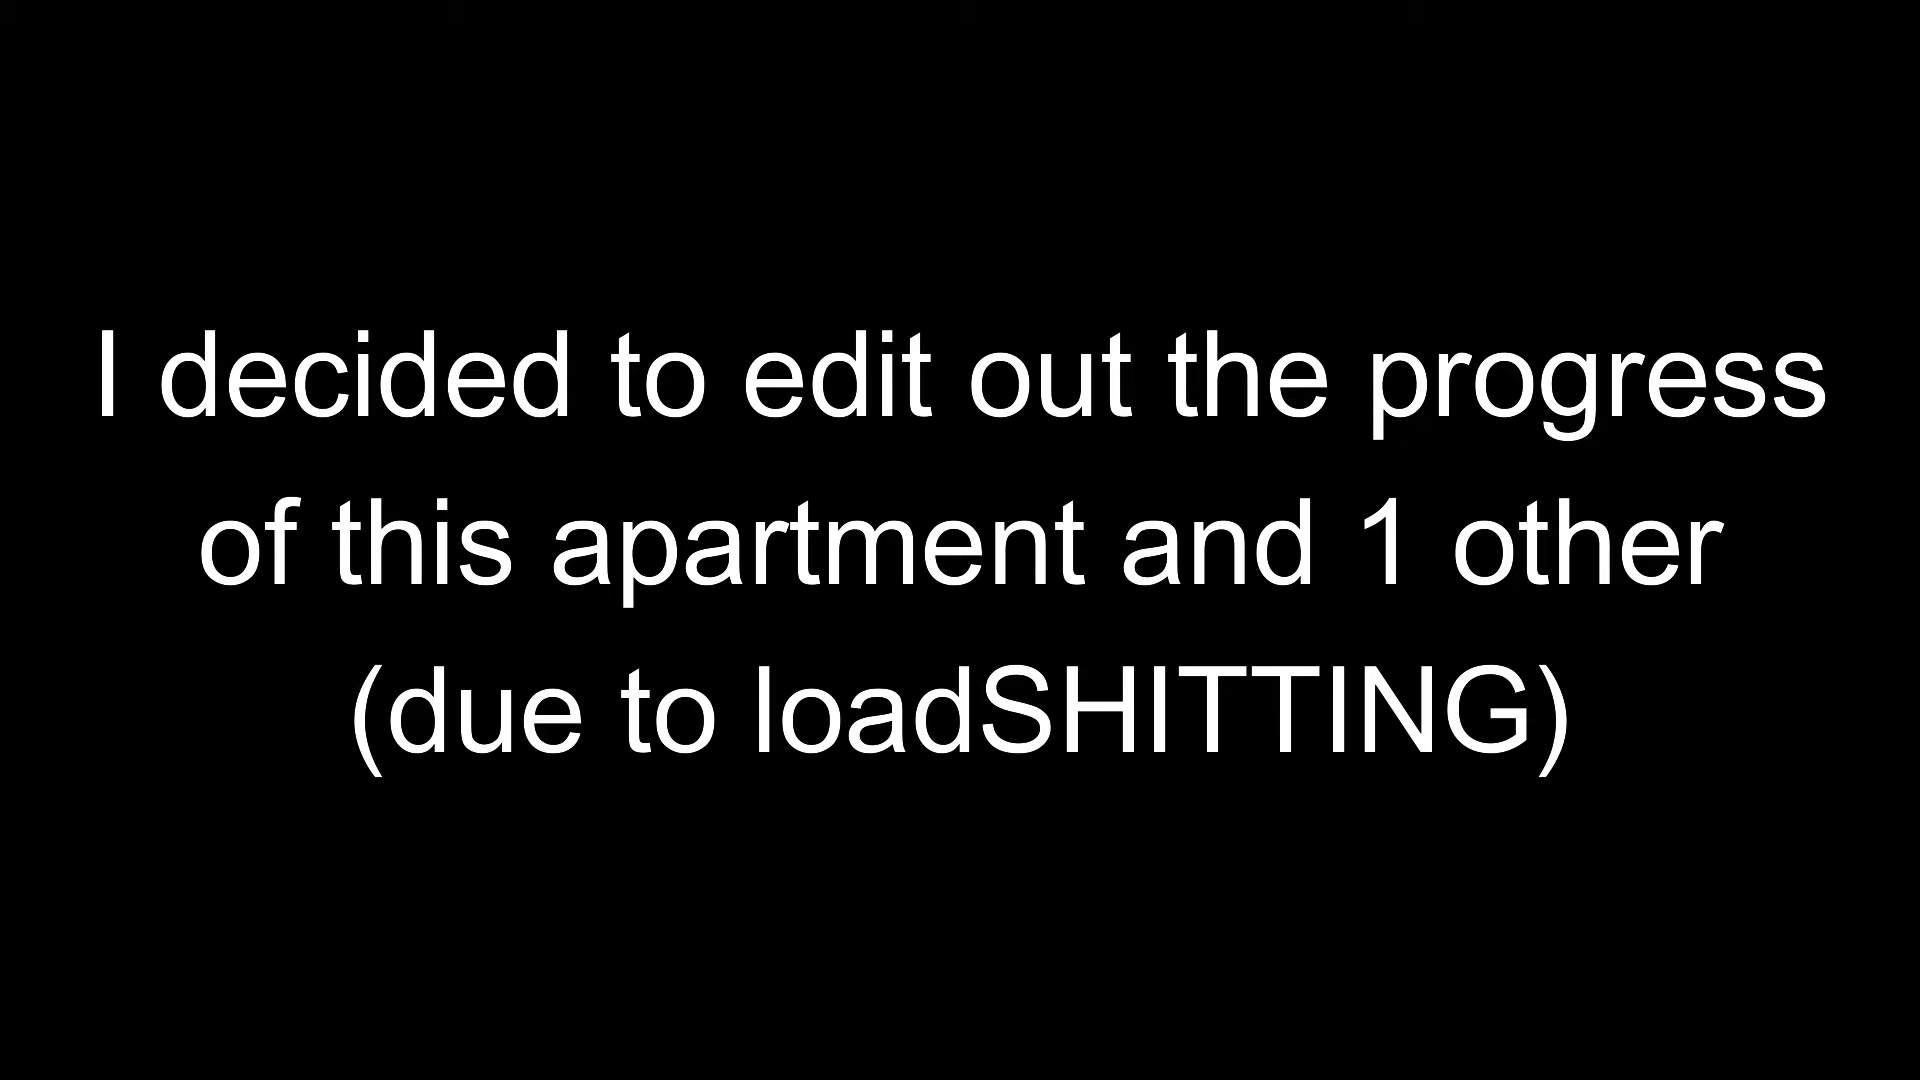 I decided to edit out the progress
of this apartment and 1 other
(due to loadSHITTING)